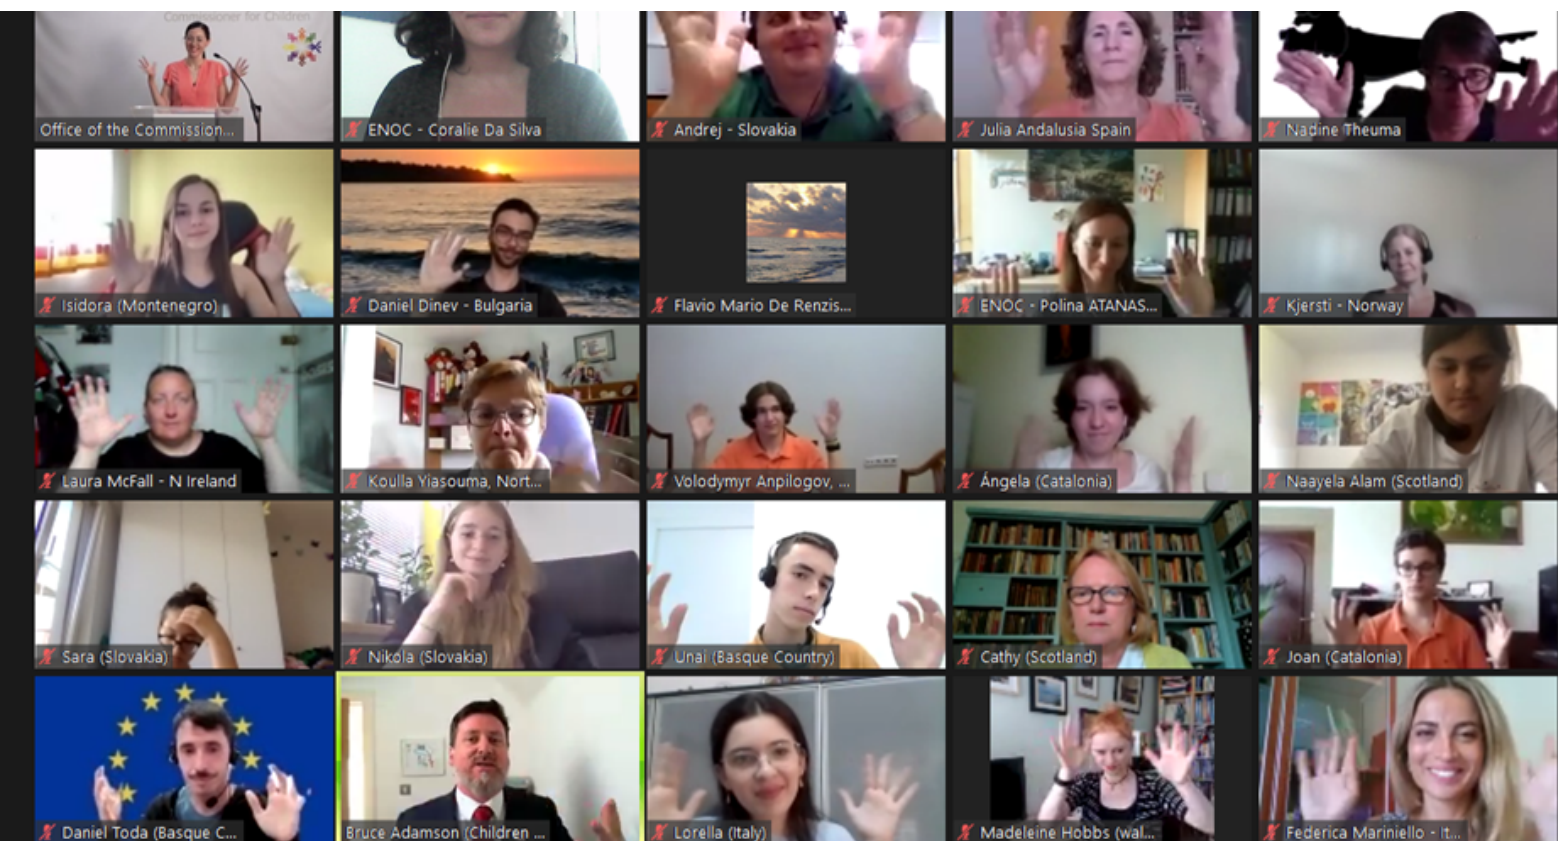 Commissioner for Children
Office of the Commission...
ENOC - Coralie Da Silva
Andrej - Slovakia
Julia Andalusia Spain
Nadine Theuma
Isidora (Montenegro)
Daniel Dinev - Bulgaria
Flavio Mario De Renzis...
ENOC - Polina ATANAS...
Kjersti - Norway
Laura McFall - N Ireland
Koulla Yiasouma, Nort...
Volodymyr Anpilogov, ...
Ángela (Catalonia)
Naayela Alam (Scotland)
Sara (Slovakia)
Nikola (Slovakia)
Unai (Basque Country)
Cathy (Scotland)
Joan (Catalonia)
Daniel Toda (Basque C...
Bruce Adamson (Children ...
Lorella (Italy)
Madeleine Hobbs (wal...
Federica Mariniello - It...